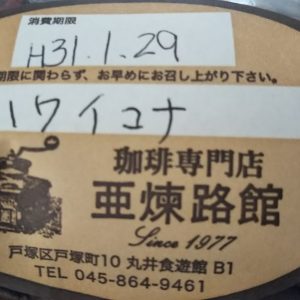 消費期限
H31.1.29
期限に関わらず、お早めにお召し上がり下さい。
ハワイコナ
珈琲専門店
亜煉路館
Since 1977
戸塚区戸塚町10 丸井食遊館 B1
TEL 045-864-9461